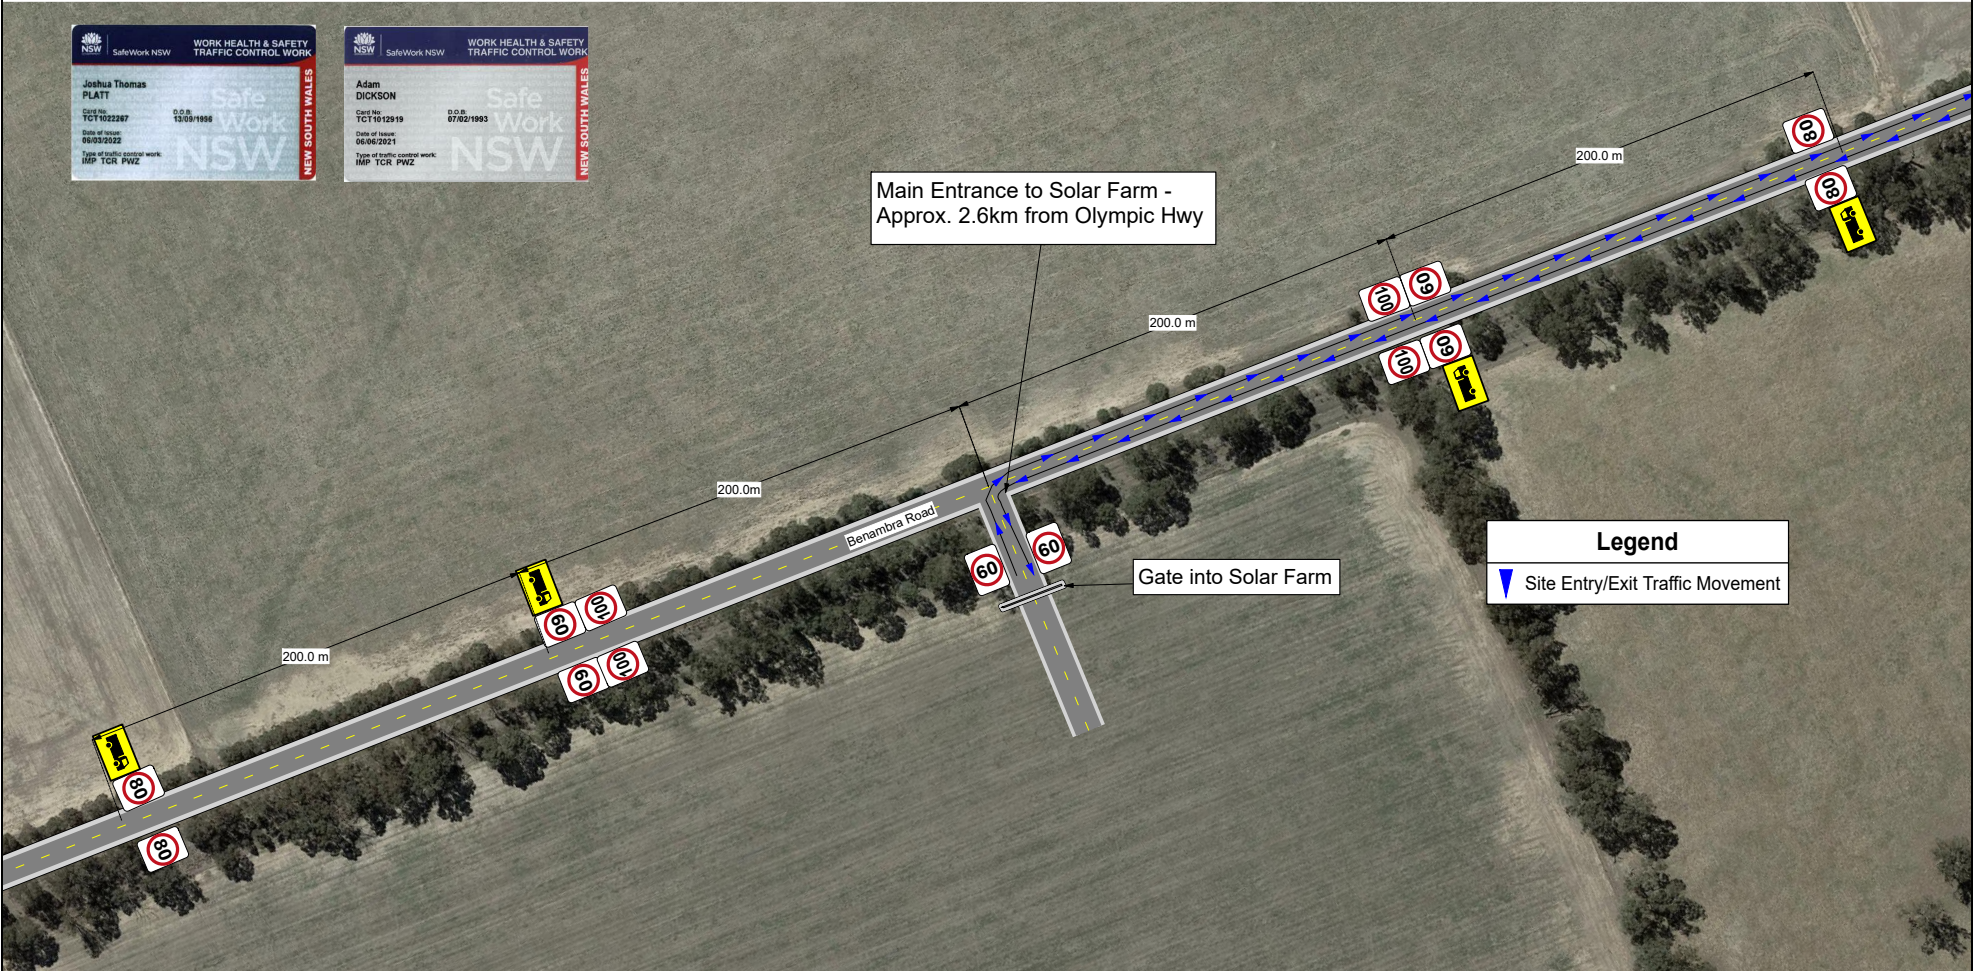 NSW
SafeWork NSW
WORK HEALTH & SAFETY
TRAFFIC CONTROL WORK
Joshua Thomas
PLATT
Card No:
TCT1022267
D.O.B:
13/09/1996
Date of Issue:
06/03/2022
Type of traffic control work:
IMP TCR PWZ
Safe
Work
NSW
NEW SOUTH WALES
NSW
SafeWork NSW
WORK HEALTH & SAFETY
TRAFFIC CONTROL WORK
Adam
DICKSON
Card No:
TCT1012919
D.O.B:
07/02/1993
Date of Issue:
06/06/2021
Type of traffic control work:
IMP TCR PWZ
Safe
Work
NSW
NEW SOUTH WALES
80
200.0 m
80
Main Entrance to Solar Farm -
Approx. 2.6km from Olympic Hwy
100
60
200.0 m
100
60
200.0m
Benambra Road
60
60
Gate into Solar Farm
Legend
Site Entry/Exit Traffic Movement
60
100
200.0 m
60
100
80
80